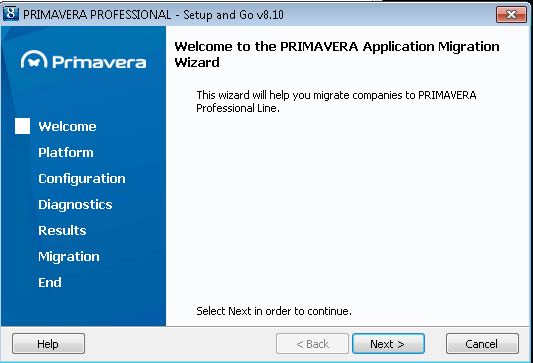 PRIMAVERA PROFESSIONAL - Setup and Go v8.10
Primavera
Welcome
Platform
Configuration
Diagnostics
Results
Migration
End
Welcome to the PRIMAVERA Application Migration
Wizard
This wizard will help you migrate companies to PRIMAVERA
Professional Line.
Select Next in order to continue.
Help
< Back
Next >
Cancel